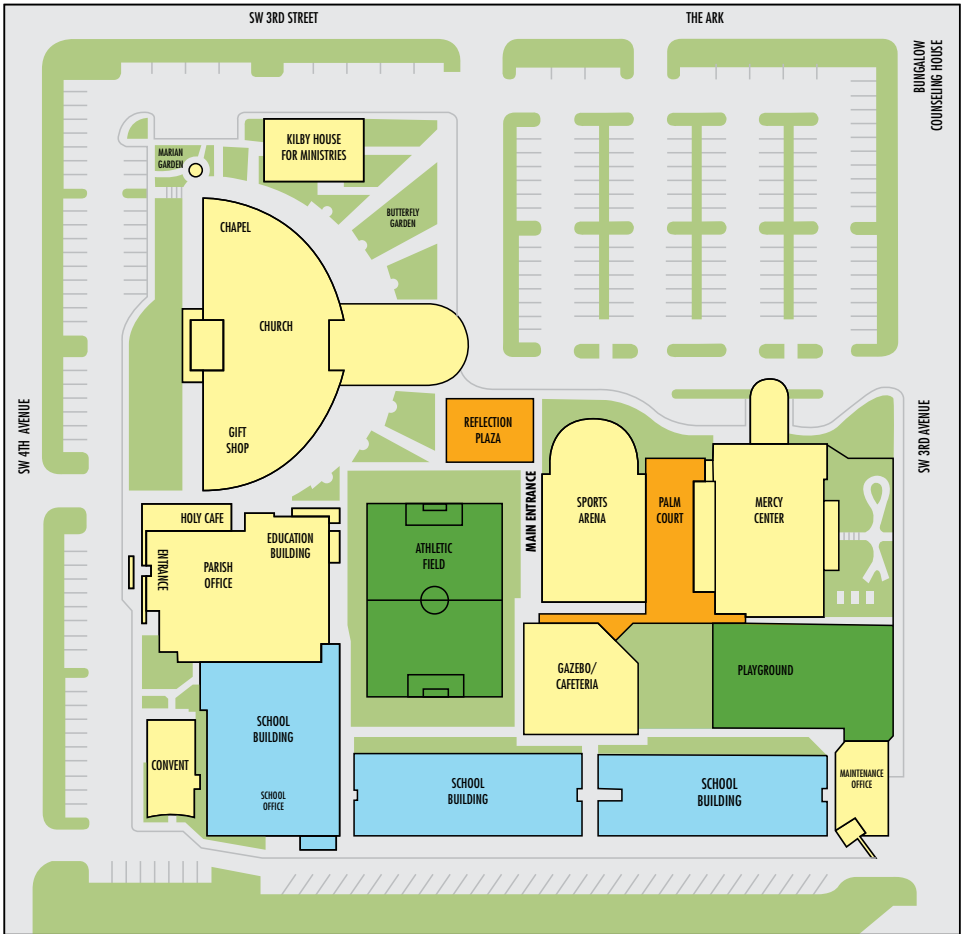 SW 3RD STREET
THE ARK
BUNGALOW
COUNSELING HOUSE
KILBY HOUSE
FOR MINISTRIES
MARIAN
GARDEN
BUTTERFLY
GARDEN
CHAPEL
CHURCH
GIFT
SHOP
SW 4TH AVENUE
REFLECTION
PLAZA
SW 3RD AVENUE
MAIN ENTRANCE
SPORTS
ARENA
PALM
COURT
MERCY
CENTER
HOLY CAFE
EDUCATION
BUILDING
ENTRANCE
PARISH
OFFICE
ATHLETIC
FIELD
GAZEBO/
CAFETERIA
PLAYGROUND
SCHOOL
BUILDING
CONVENT
SCHOOL
OFFICE
SCHOOL
BUILDING
SCHOOL
BUILDING
MAINTENANCE
OFFICE